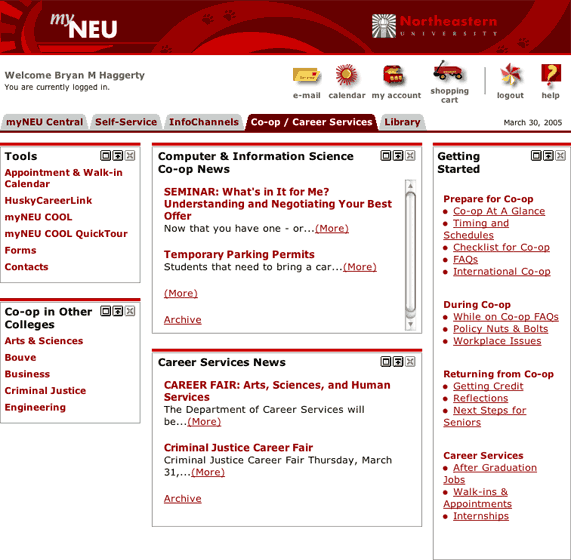 my
NEU
Northeastern
UNIVERSITY
Welcome Bryan M Haggerty
You are currently logged in.
e-mail
calendar
my account
shopping
cart
logout
help
myNEU Central
Self-Service
InfoChannels
Co-op / Career Services
Library
March 30, 2005
Tools
Appointment & Walk-in
Calendar
HuskyCareerLink
myNEU COOL
myNEU COOL QuickTour
Forms
Contacts
Co-op in Other
Colleges
Arts & Sciences
Bouve
Business
Criminal Justice
Engineering
Computer & Information Science
Co-op News
SEMINAR: What's in It for Me?
Understanding and Negotiating Your Best
Offer
Now that you have one - or...(More)
Temporary Parking Permits
Students that need to bring a car...(More)
(More)
Archive
Career Services News
CAREER FAIR: Arts, Sciences, and Human
Services
The Department of Career Services will
be...(More)
Criminal Justice Career Fair
Criminal Justice Career Fair Thursday, March
31,...(More)
Archive
Getting
Started
Prepare for Co-op
Co-op At A Glance
Timing and
Schedules
Checklist for Co-op
FAQs
International Co-op
During Co-op
While on Co-op FAQs
Policy Nuts & Bolts
Workplace Issues
Returning from Co-op
Getting Credit
Reflections
Next Steps for
Seniors
Career Services
After Graduation
Jobs
Walk-ins &
Appointments
Internships